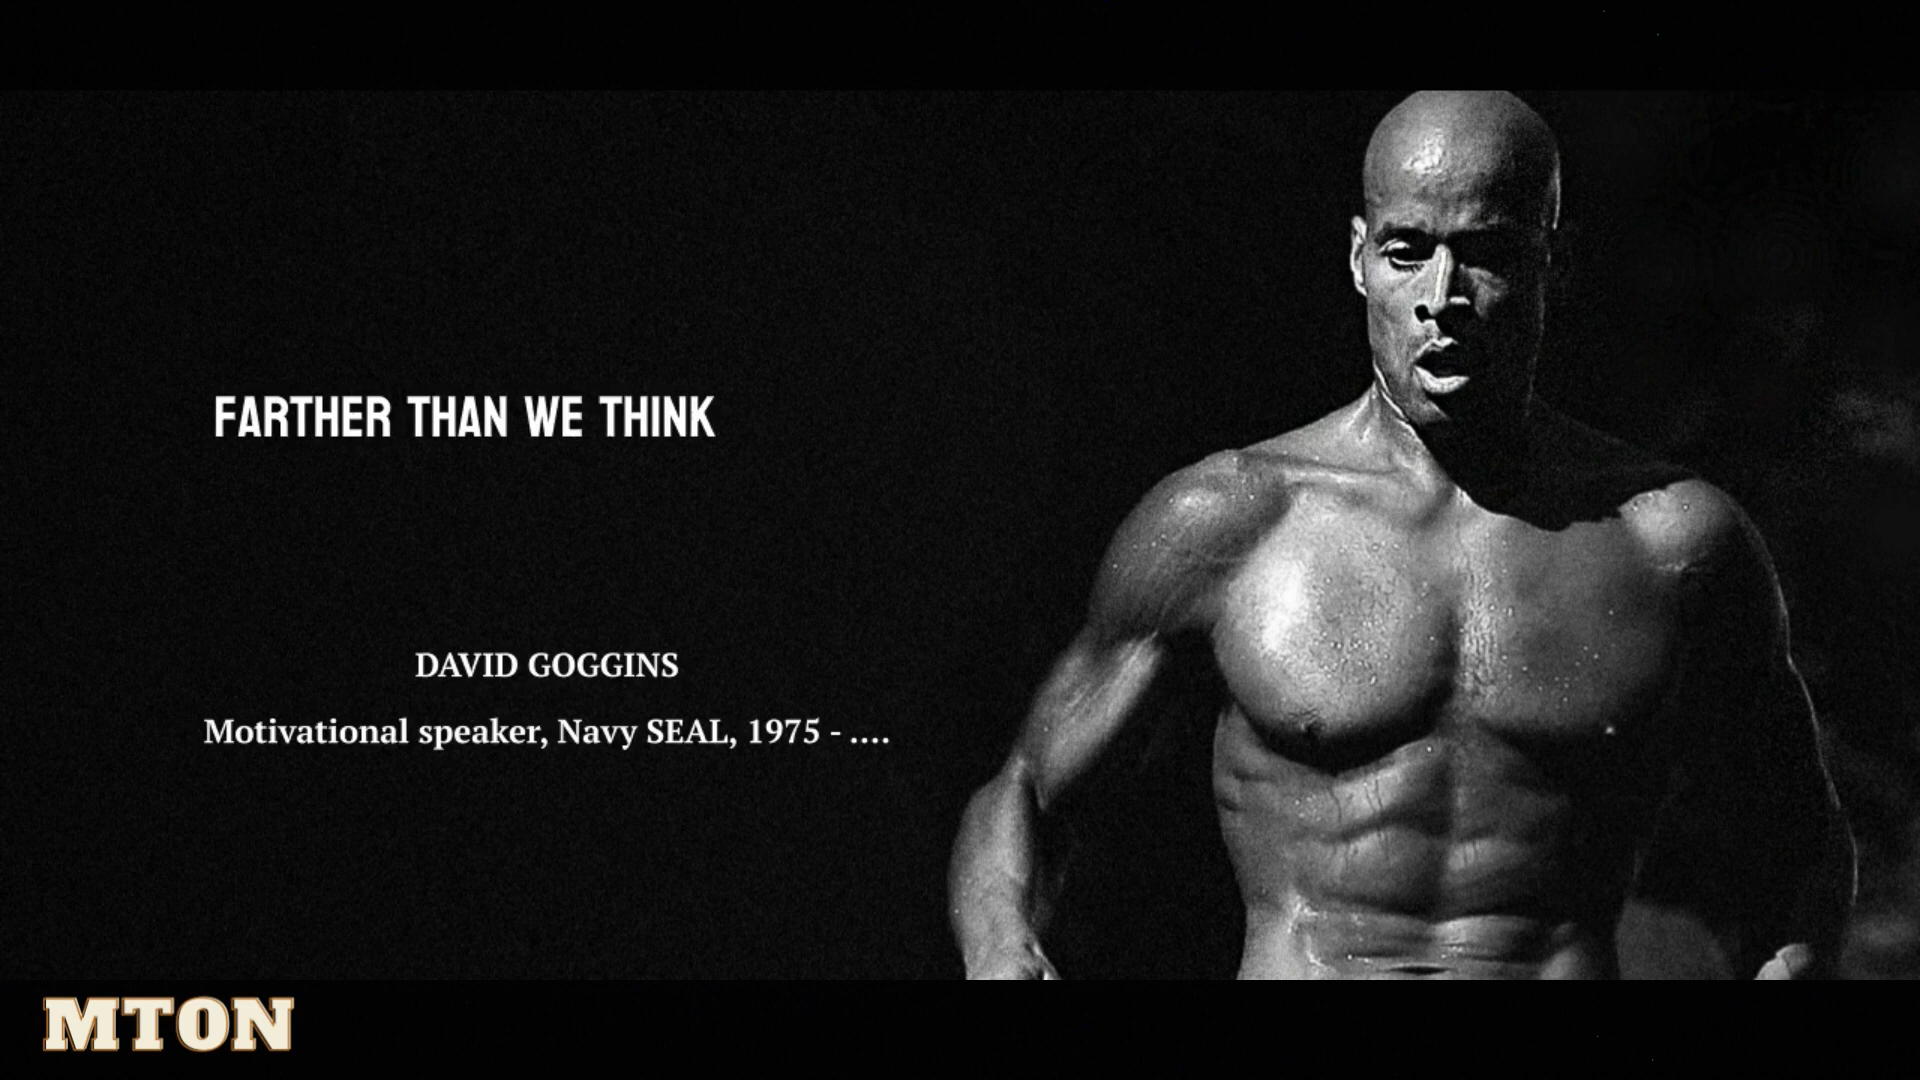 FARTHER THAN WE THINK
DAVID GOGGINS
Motivational speaker, Navy SEAL, 1975 - ....
MTON